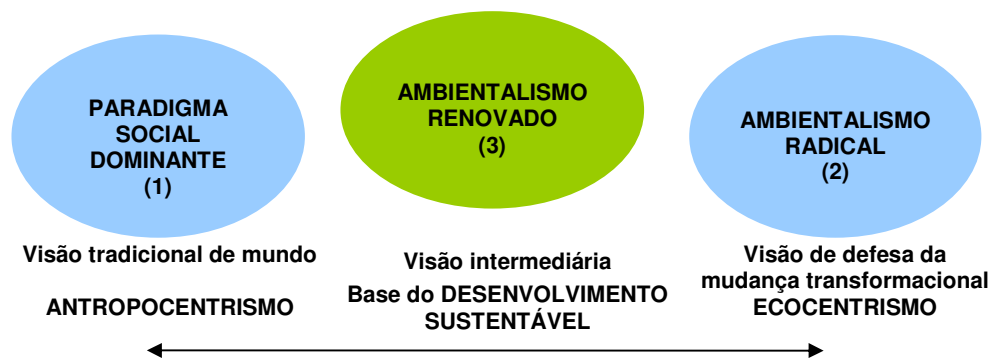 PARADIGMA
SOCIAL
DOMINANTE
(1)
Visão tradicional de mundo
ANTROPOCENTRISMO
AMBIENTALISMO
RENOVADO
(3)
Visão intermediária
Base do DESENVOLVIMENTO
SUSTENTÁVEL
AMBIENTALISMO
RADICAL
(2)
Visão de defesa da
mudança transformacional
ECOCENTRISMO